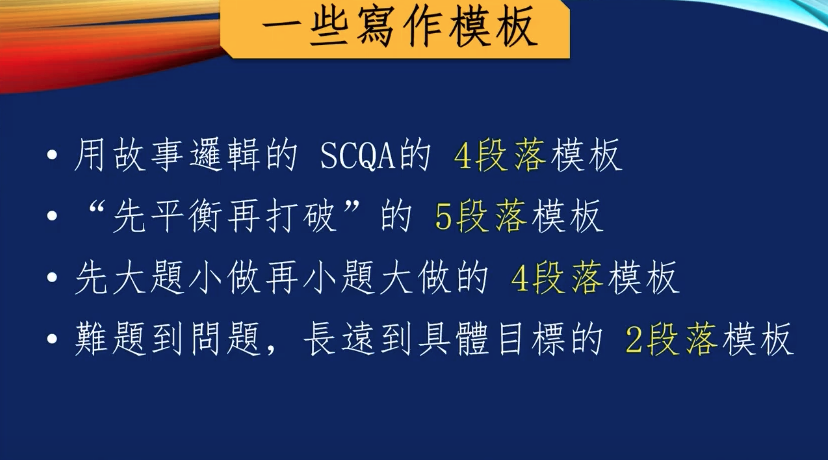 一些寫作模板
• 用故事邏輯的 SCQA的 4段落模板
• “先平衡再打破”的 5段落模板
• 先大題小做再小題大做的 4段落模板
• 難題到問題，長遠到具體目標的 2段落模板